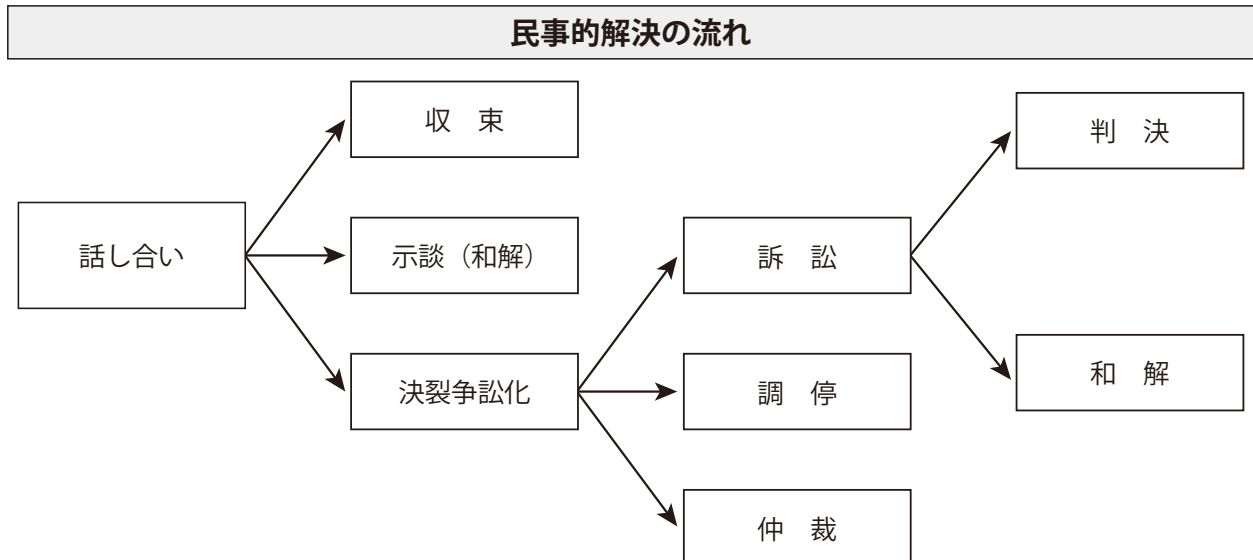 民事的解決の流れ
話し合い
収　束
示談（和解）
決裂争訟化
訴　訟
調　停
仲　裁
判　決
和　解